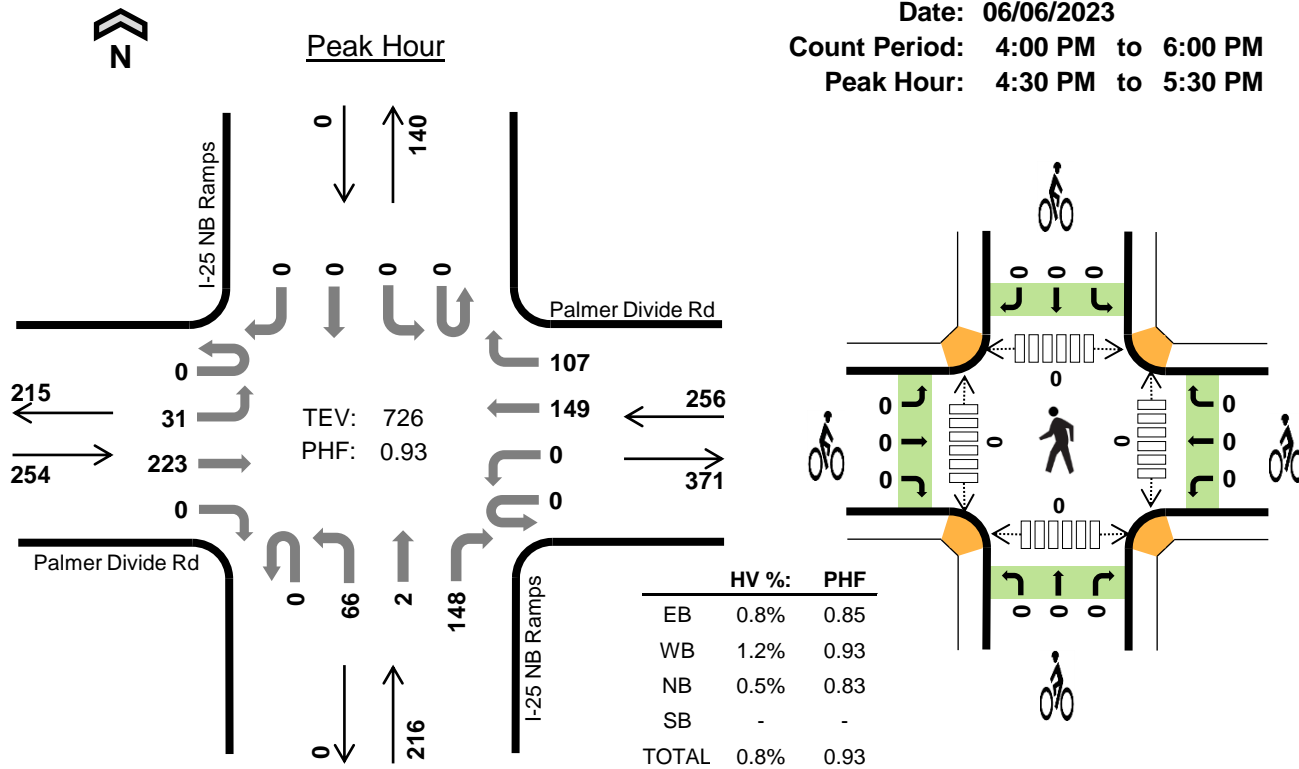 Date: 06/06/2023
Count Period: 4:00 PM to 6:00 PM
Peak Hour: 4:30 PM to 5:30 PM
N
Peak Hour
I-25 NB Ramps
0
140
0 0 0 0
Palmer Divide Rd
0
31
223
0
215
254
TEV: 726
PHF: 0.93
107
149
0
0
256
371
Palmer Divide Rd
0 66 2 148
I-25 NB Ramps
0
216
HV %: PHF
EB 0.8% 0.85
WB 1.2% 0.93
NB 0.5% 0.83
SB - -
TOTAL 0.8% 0.93
0 0 0
0
0
0
0
0
0
0
0
0
0
0
0 0 0